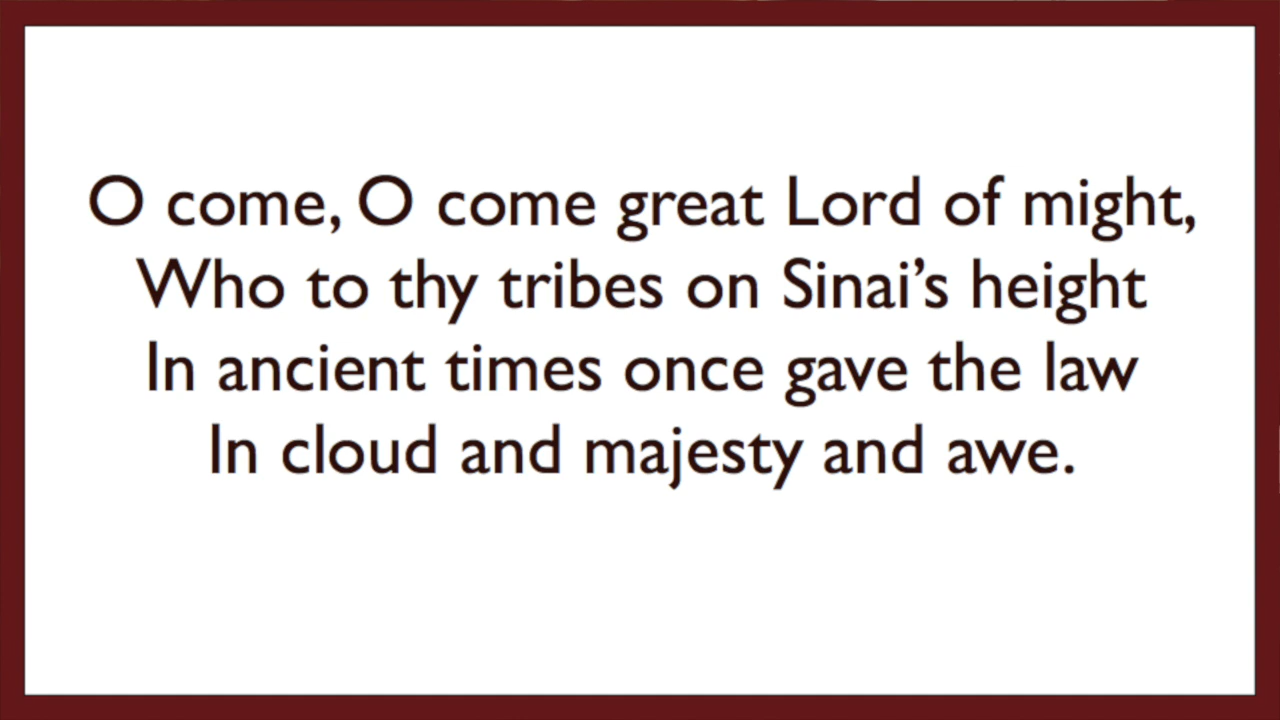 O come, O come great Lord of might,
Who to thy tribes on Sinai’s height
In ancient times once gave the law
In cloud and majesty and awe.